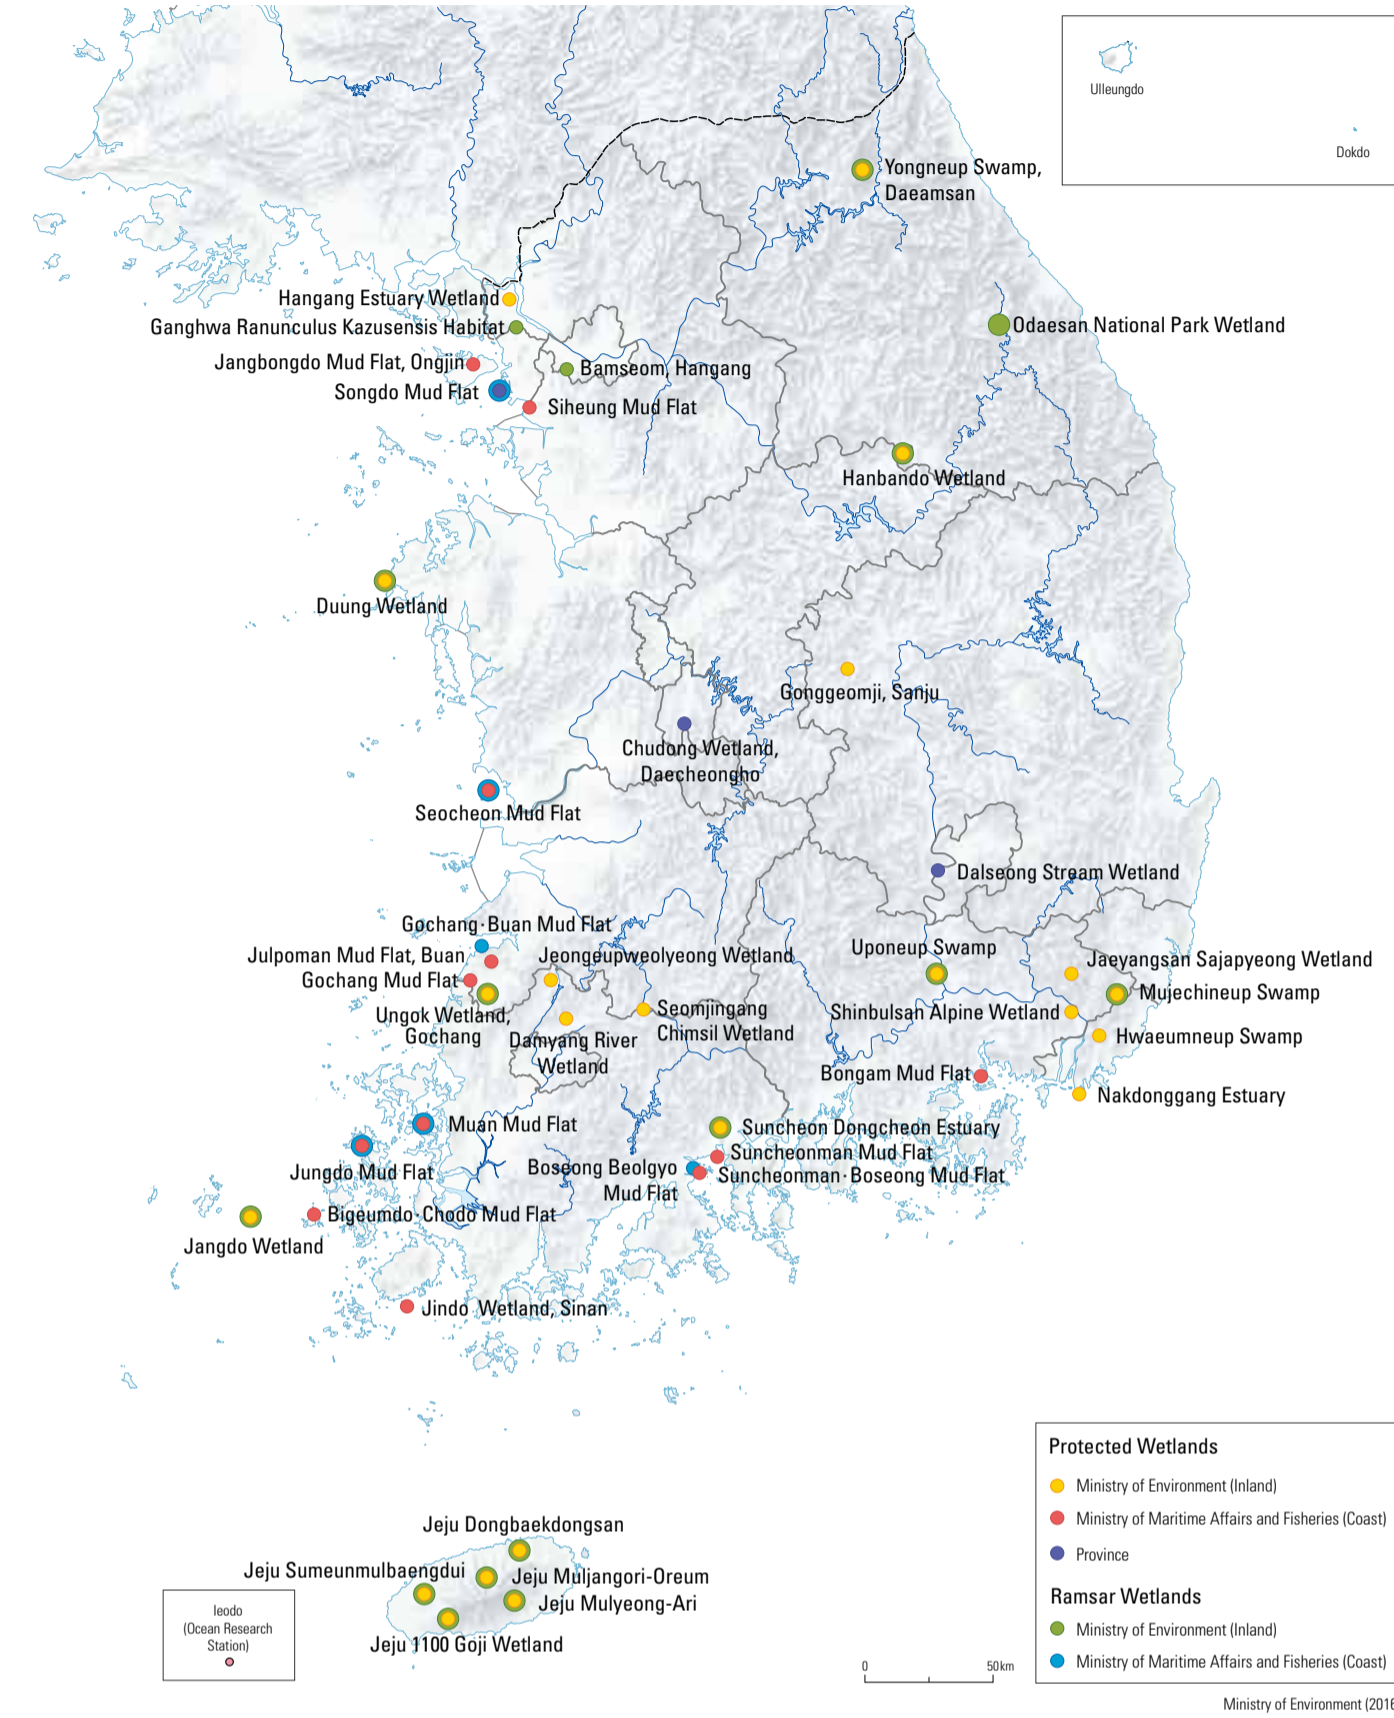 Ulleungdo
Dokdo
Yongneup Swamp,
Daeamsan
Hangang Estuary Wetland
Ganghwa Ranunculus Kazusensis Habitat
Odaesan National Park Wetland
Jangbongdo Mud Flat, Ongjin
Bamseom, Hangang
Songdo Mud Flat
Siheung Mud Flat
Hanbando Wetland
Duung Wetland
Gonggeomji, Sanju
Chudong Wetland,
Daecheongho
Seocheon Mud Flat
Dalseong Stream Wetland
Gochang·Buan Mud Flat
Julpoman Mud Flat, Buan
Jeongeupweolyeong Wetland
Uponeup Swamp
Jaeyangsan Sajapyeong Wetland
Gochang Mud Flat
Mujechineup Swamp
Ungok Wetland,
Gochang
Seomjingang
Chimsil Wetland
Shinbulsan Alpine Wetland
Damyang River
Wetland
Hwaeumneup Swamp
Bongam Mud Flat
Nakdonggang Estuary
Muan Mud Flat
Suncheon Dongcheon Estuary
Suncheonman Mud Flat
Jungdo Mud Flat
Boseong Beolgyo
Mud Flat
Suncheonman·Boseong Mud Flat
Bigeumdo·Chodo Mud Flat
Jangdo Wetland
Jindo Wetland, Sinan
Protected Wetlands
Ministry of Environment (Inland)
Ministry of Maritime Affairs and Fisheries (Coast)
Province
Ramsar Wetlands
Ministry of Environment (Inland)
Ministry of Maritime Affairs and Fisheries (Coast)
Jeju Dongbaekdongsan
Jeju Sumeunmulbaengdui
Jeju Muljangori-Oreum
Jeju Mulyeong-Ari
Jeju 1100 Goji Wetland
Ieodo
(Ocean Research
Station)
0 50km
Ministry of Environment (2016